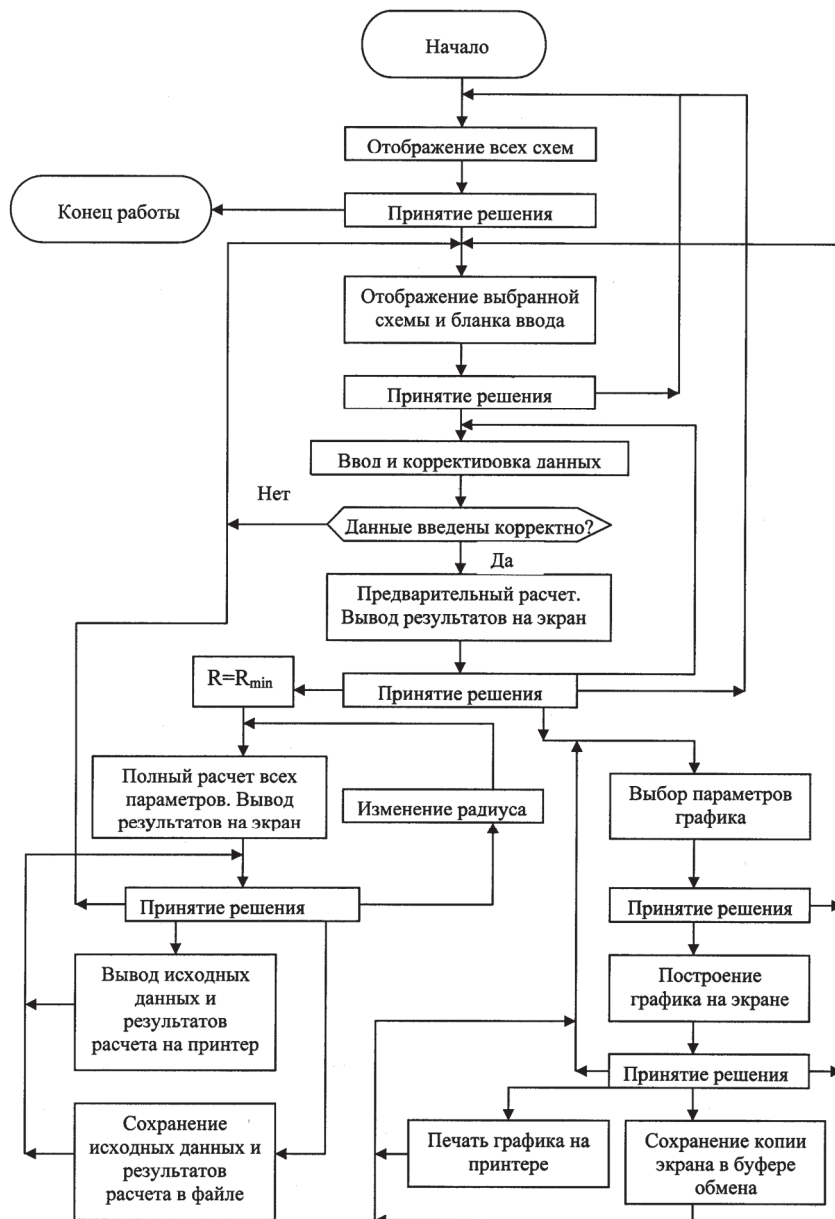 Начало
Отображение всех схем
Конец работы
Принятие решения
Отображение выбранной
схемы и бланка ввода
Принятие решения
Ввод и корректировка данных
Нет
Данные введены корректно?
Да
Предварительный расчет.
Вывод результатов на экран
R=Rmin
Принятие решения
Полный расчет всех
параметров. Вывод
результатов на экран
Изменение радиуса
Выбор параметров
графика
Принятие решения
Принятие решения
Вывод исходных
данных и
результатов
расчета на принтер
Построение
графика на экране
Принятие решения
Сохранение
исходных данных и
результатов
расчета в файле
Печать графика на
принтере
Сохранение копии
экрана в буфере
обмена